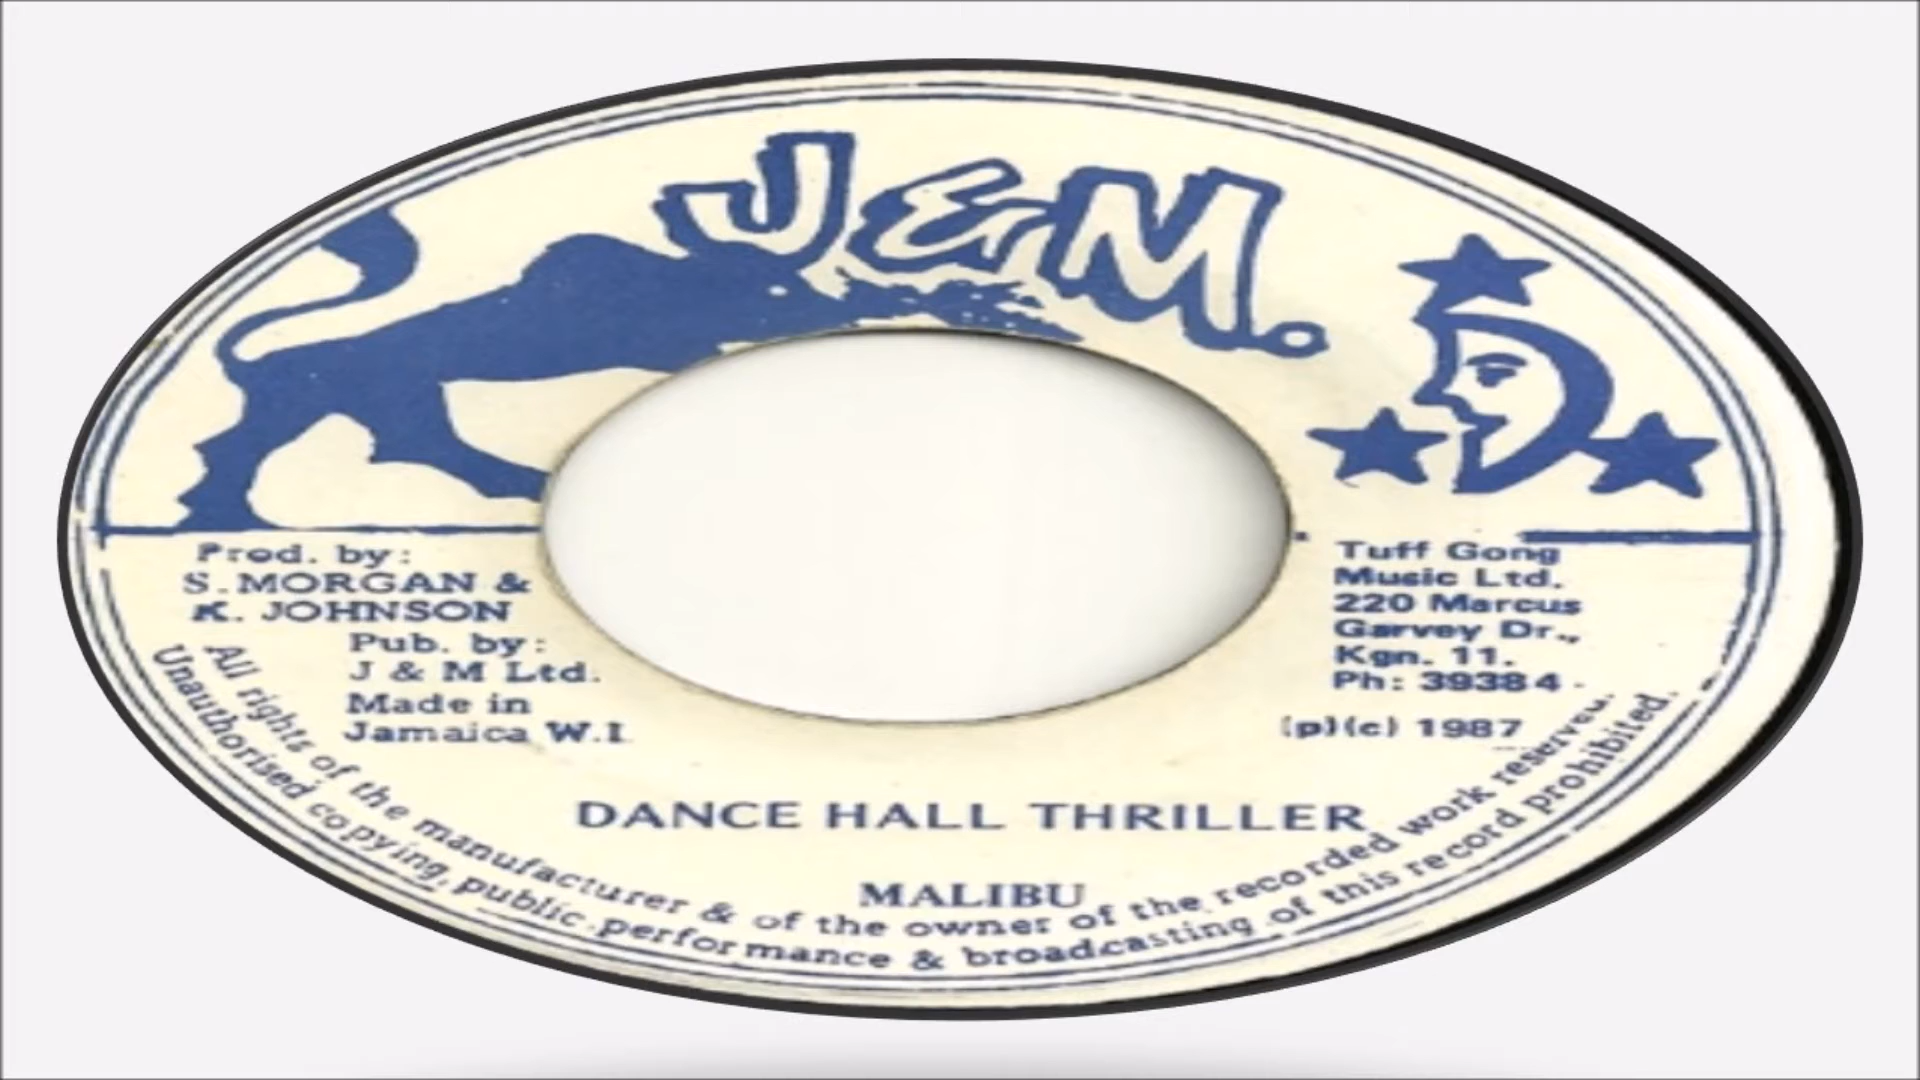 J&M.
Prod. by:
S. MORGAN &
K. JOHNSON
Pub. by:
J & M Ltd.
Made in
Jamaica W.I.
Tuff Gong
Music Ltd.
220 Marcus
Garvey Dr.,
Kgn. 11.
Ph: 39384
(p)(c) 1987
DANCE HALL THRILLER
MALIBU
All rights of the manufacturer & of the owner of the recorded work reserved.
Unauthorised copying, public performance & broadcasting of this record prohibited.